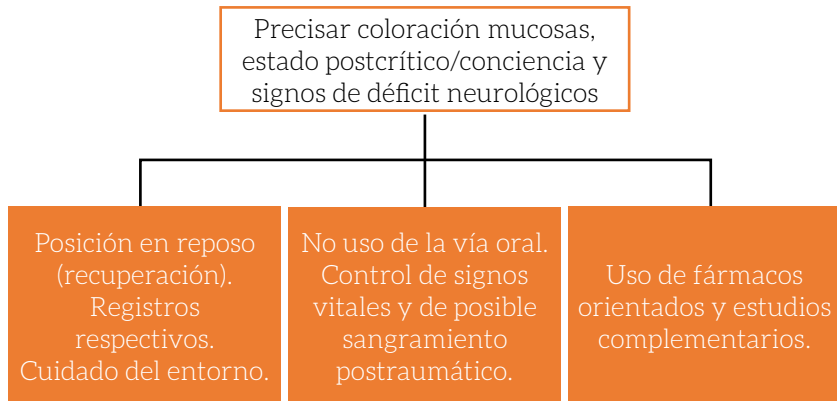 Precisar coloración mucosas,
estado postcrítico/conciencia y
signos de déficit neurológicos
Posición en reposo
(recuperación).
Registros
respectivos.
Cuidado del entorno.
No uso de la vía oral.
Control de signos
vitales y de posible
sangramiento
postraumático.
Uso de fármacos
orientados y estudios
complementarios.